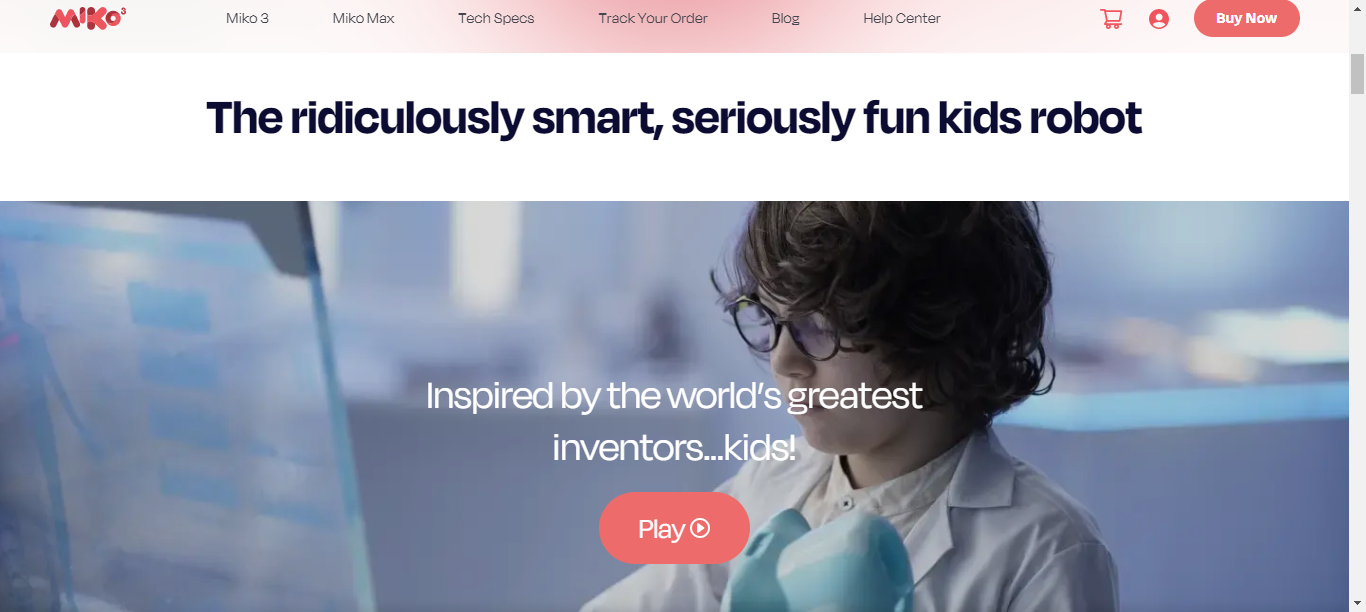 MIKO3
Miko 3
Miko Max
Tech Specs
Track Your Order
Blog
Help Center
Buy Now
The ridiculously smart, seriously fun kids robot
Inspired by the world's greatest
inventors...kids!
Play